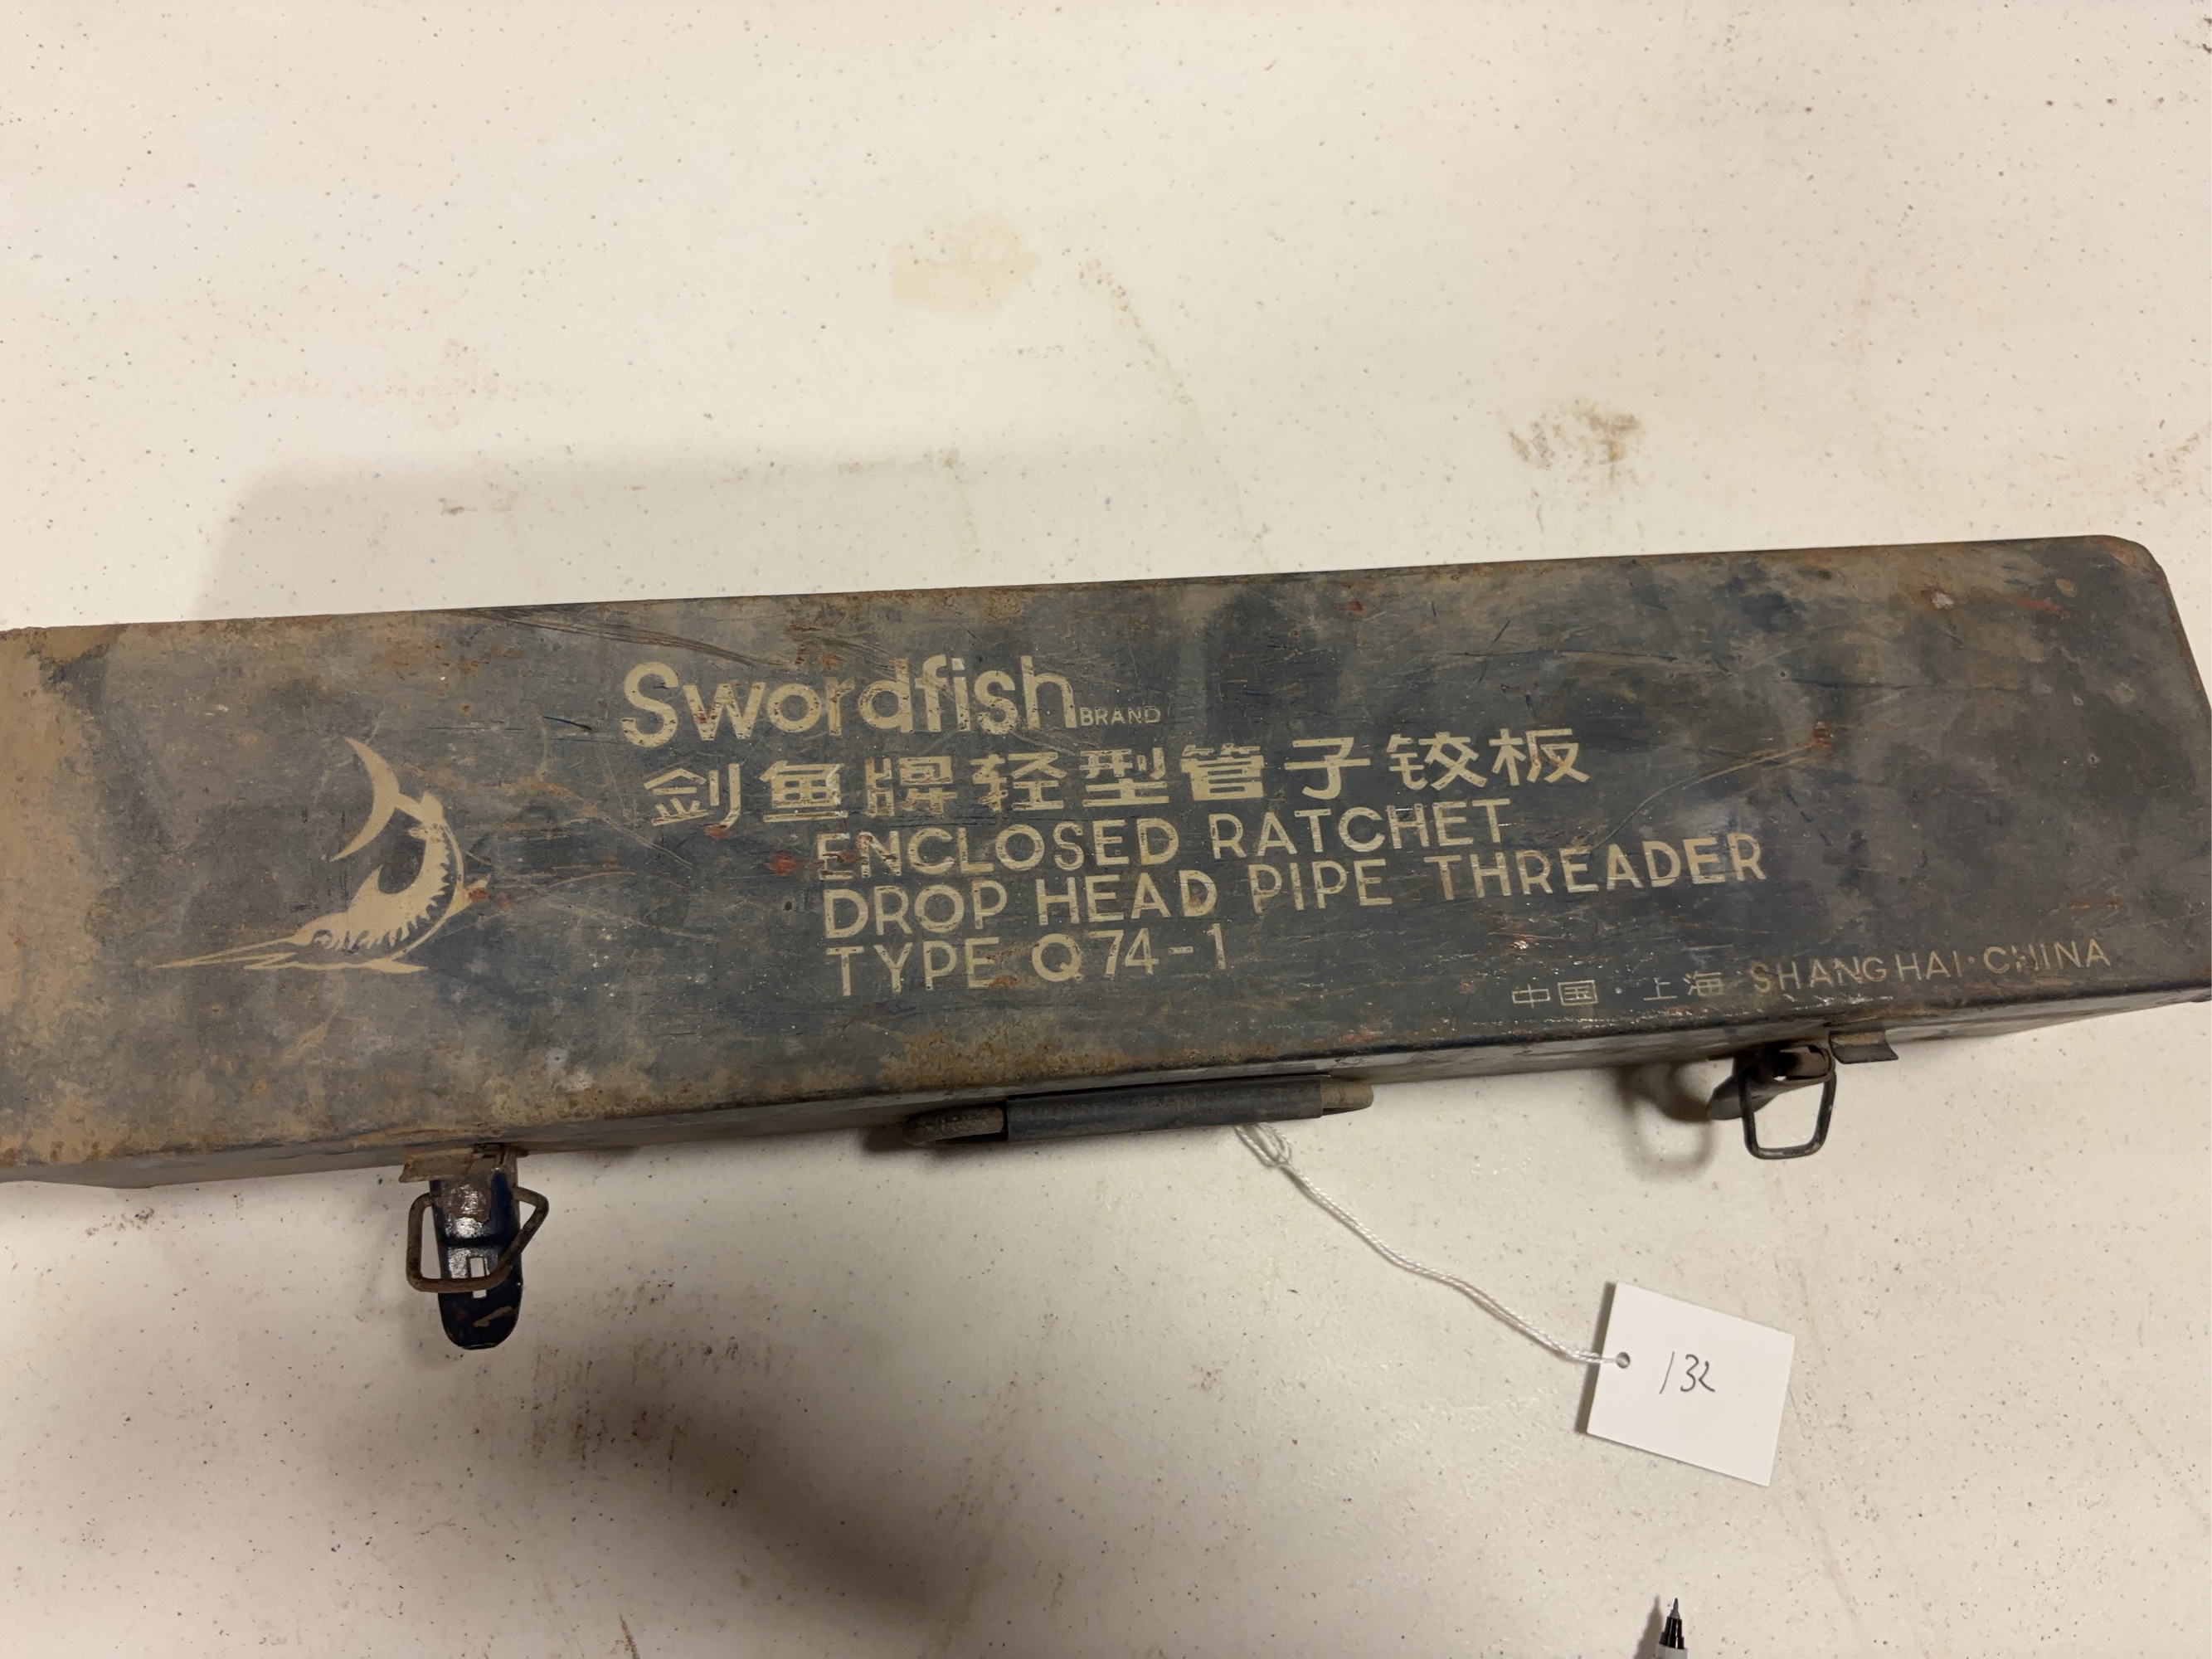 Swordfish BRAND
剑鱼牌轻型管子铰板
ENCLOSED RATCHET
DROP HEAD PIPE THREADER
TYPE Q74-1
中国·上海 SHANGHAI·CHINA
132